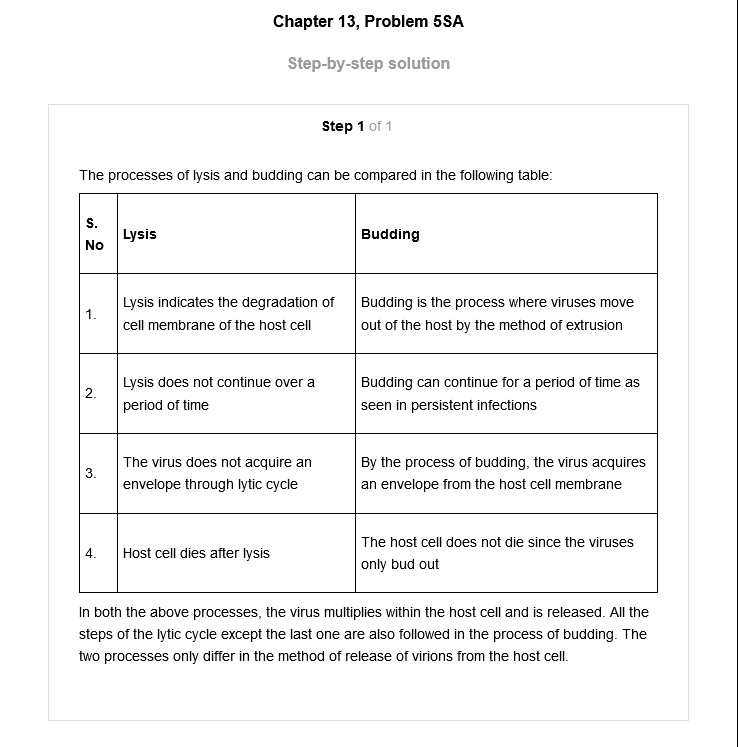 Chapter 13, Problem 5SA
Step-by-step solution
Step 1 of 1
The processes of lysis and budding can be compared in the following table:
S.
No
Lysis
Budding
1.
Lysis indicates the degradation of
cell membrane of the host cell
Budding is the process where viruses move
out of the host by the method of extrusion
2.
Lysis does not continue over a
period of time
Budding can continue for a period of time as
seen in persistent infections
3.
The virus does not acquire an
envelope through lytic cycle
By the process of budding, the virus acquires
an envelope from the host cell membrane
4.
Host cell dies after lysis
The host cell does not die since the viruses
only bud out
In both the above processes, the virus multiplies within the host cell and is released. All the
steps of the lytic cycle except the last one are also followed in the process of budding. The
two processes only differ in the method of release of virions from the host cell.